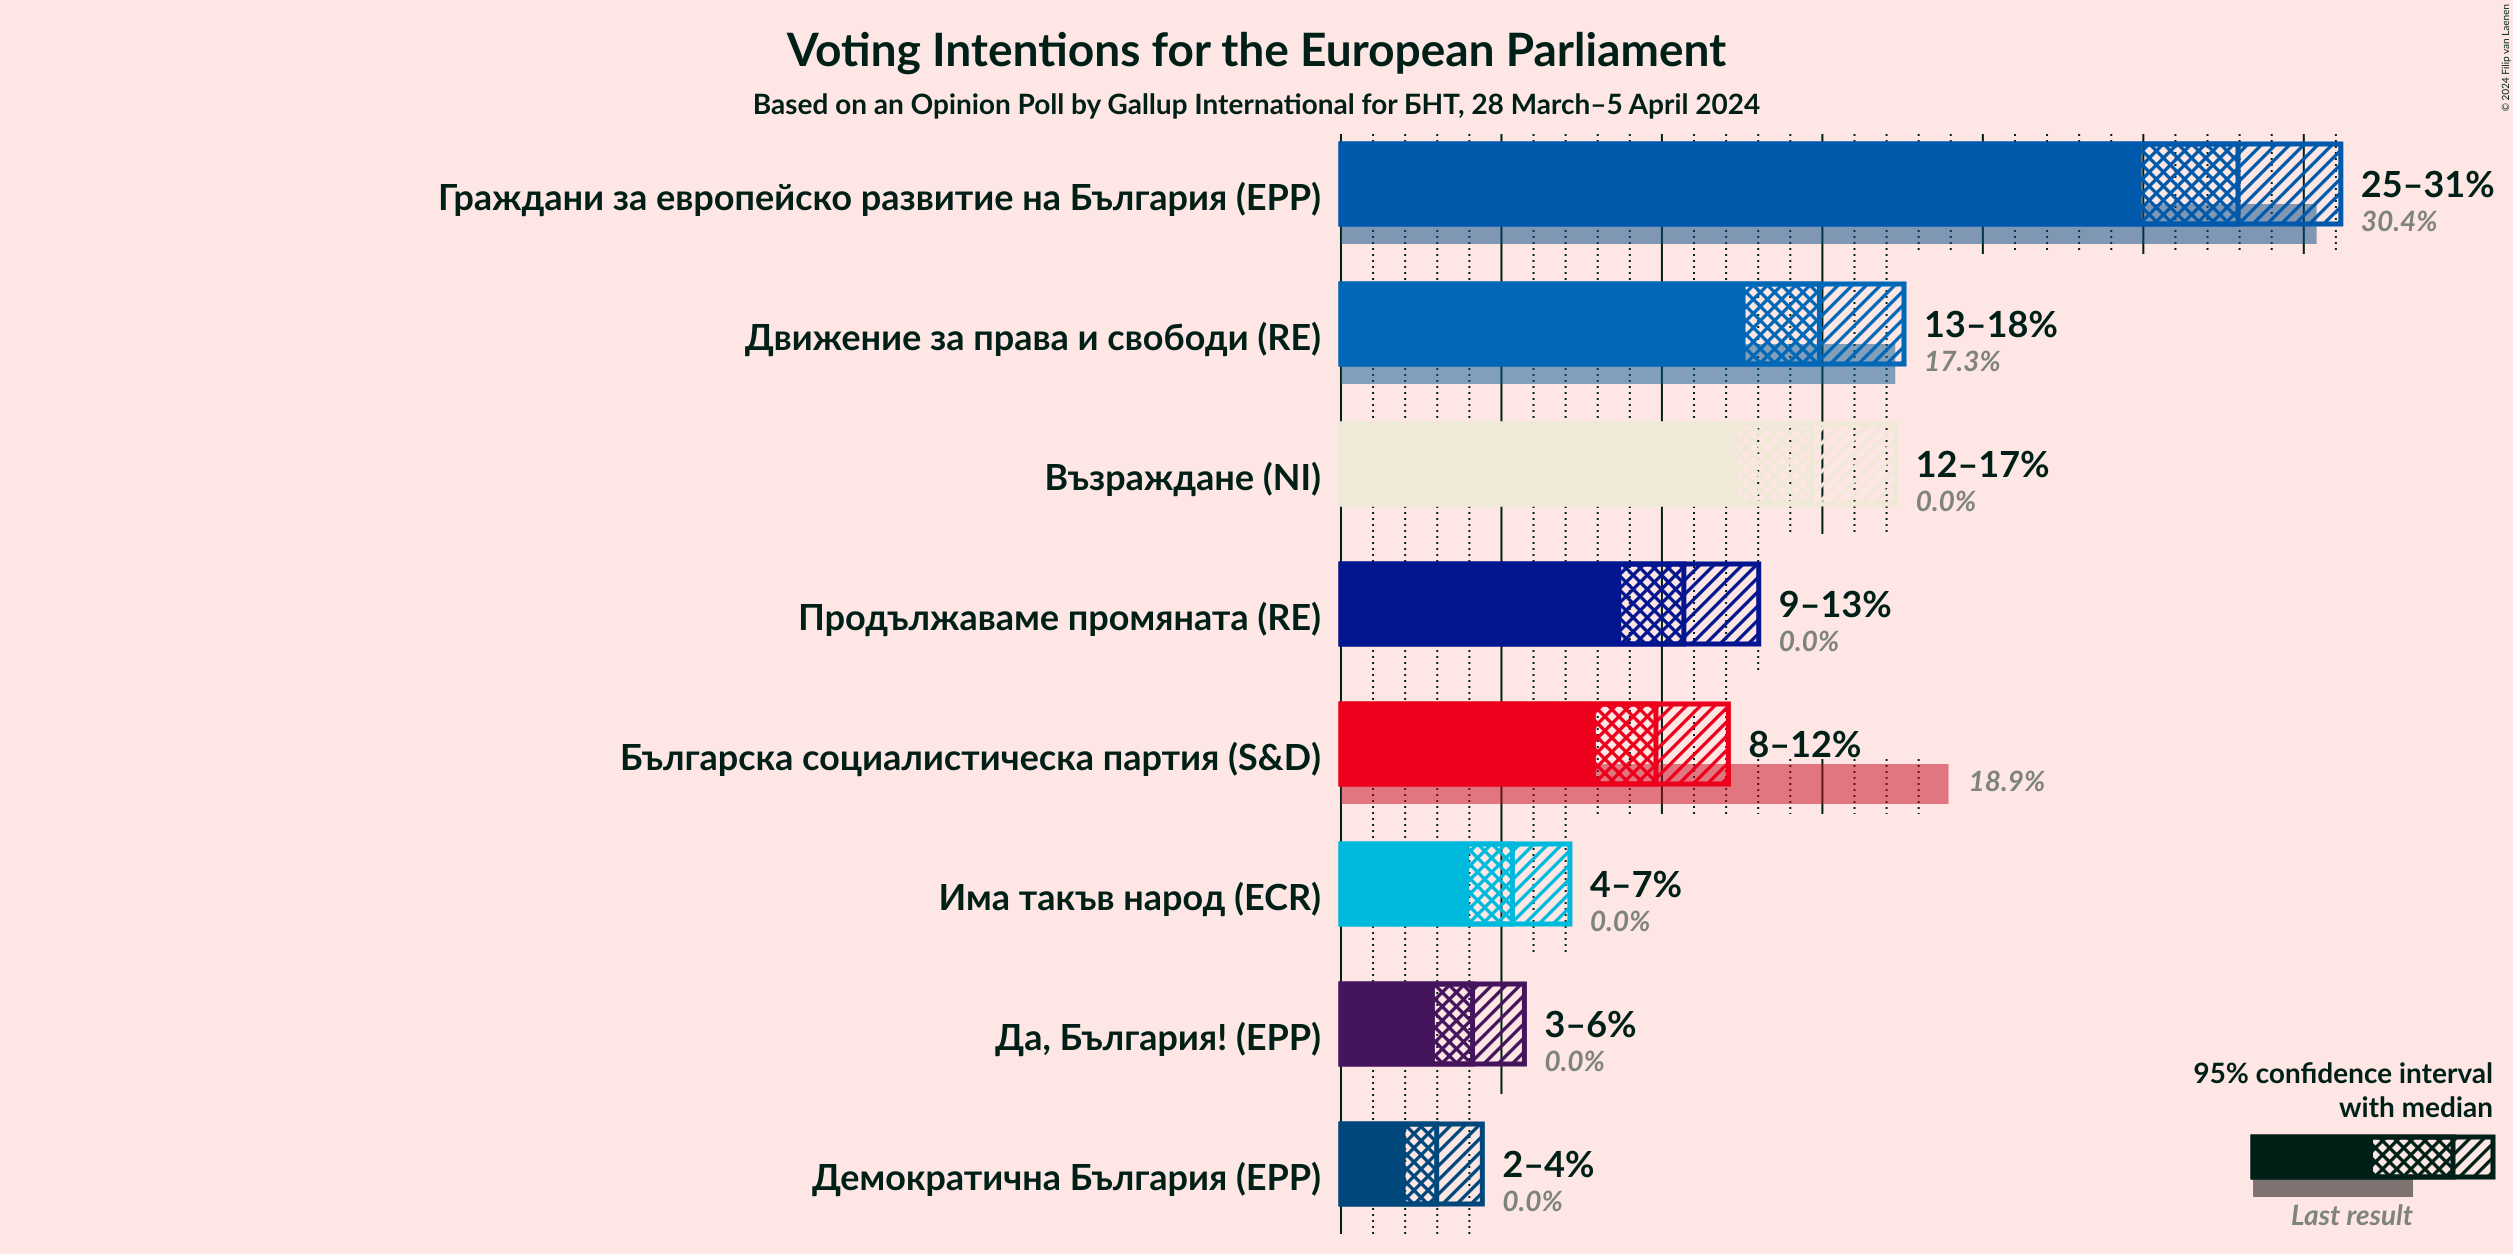 Voting Intentions for the European Parliament
Based on an Opinion Poll by Gallup International for БНТ, 28 March–5 April 2024
© 2024 Filip van Laenen
Граждани за европейско развитие на България (EPP)
25–31%
30.4%
Движение за права и свободи (RE)
13–18%
17.3%
Възраждане (NI)
12–17%
0.0%
Продължаваме промяната (RE)
9–13%
0.0%
Българска социалистическа партия (S&D)
8–12%
18.9%
Има такъв народ (ECR)
4–7%
0.0%
Да, България! (EPP)
3–6%
0.0%
Демократична България (EPP)
2–4%
0.0%
95% confidence interval
with median
Last result